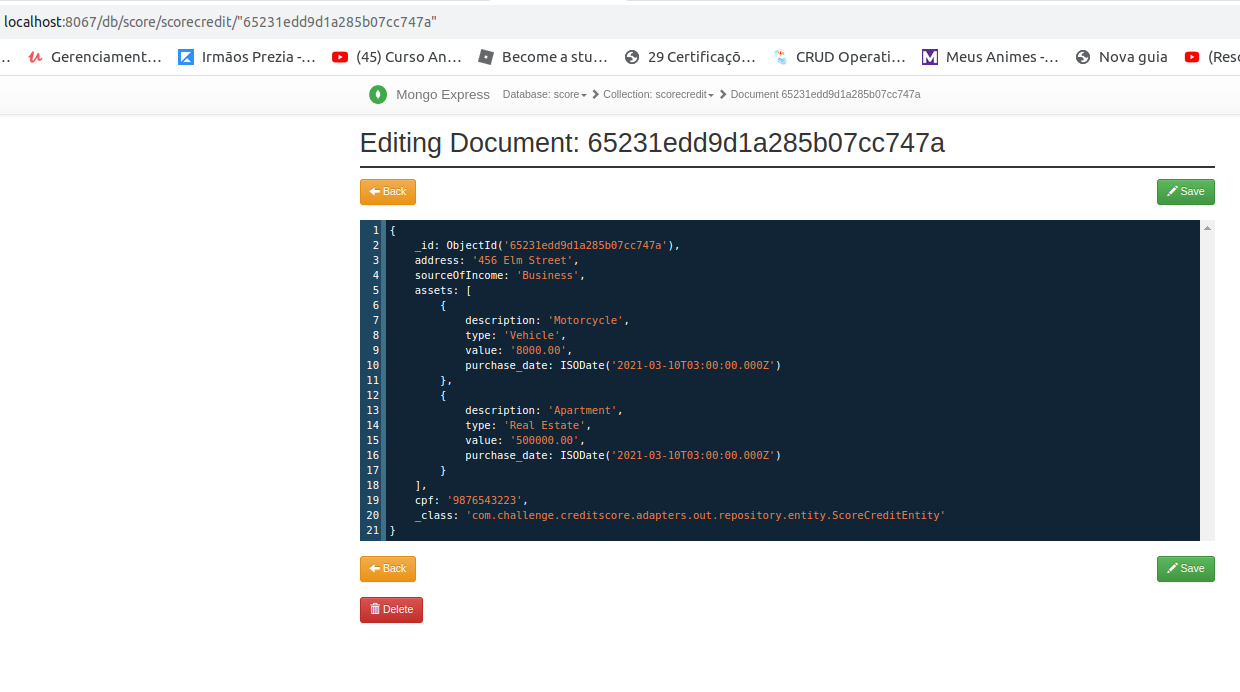 localhost:8067/db/score/scorecredit/"65231edd9d1a285b07cc747a"
... Gerenciament... Irmãos Prezia -... (45) Curso An... Become a stu... 29 Certificaçõ... CRUD Operati... Meus Animes -... Nova guia (Resc
Mongo Express Database: score Collection: scorecredit Document 65231edd9d1a285b07cc747a
Editing Document: 65231edd9d1a285b07cc747a
Back Save
1 {
2 _id: ObjectId('65231edd9d1a285b07cc747a'),
3 address: '456 Elm Street',
4 sourceOfIncome: 'Business',
5 assets: [
6 {
7 description: 'Motorcycle',
8 type: 'Vehicle',
9 value: '8000.00',
10 purchase_date: ISODate('2021-03-10T03:00:00.000Z')
11 },
12 {
13 description: 'Apartment',
14 type: 'Real Estate',
15 value: '500000.00',
16 purchase_date: ISODate('2021-03-10T03:00:00.000Z')
17 }
18 ],
19 cpf: '9876543223',
20 _class: 'com.challenge.creditscore.adapters.out.repository.entity.ScoreCreditEntity'
21 }
Back Save
Delete